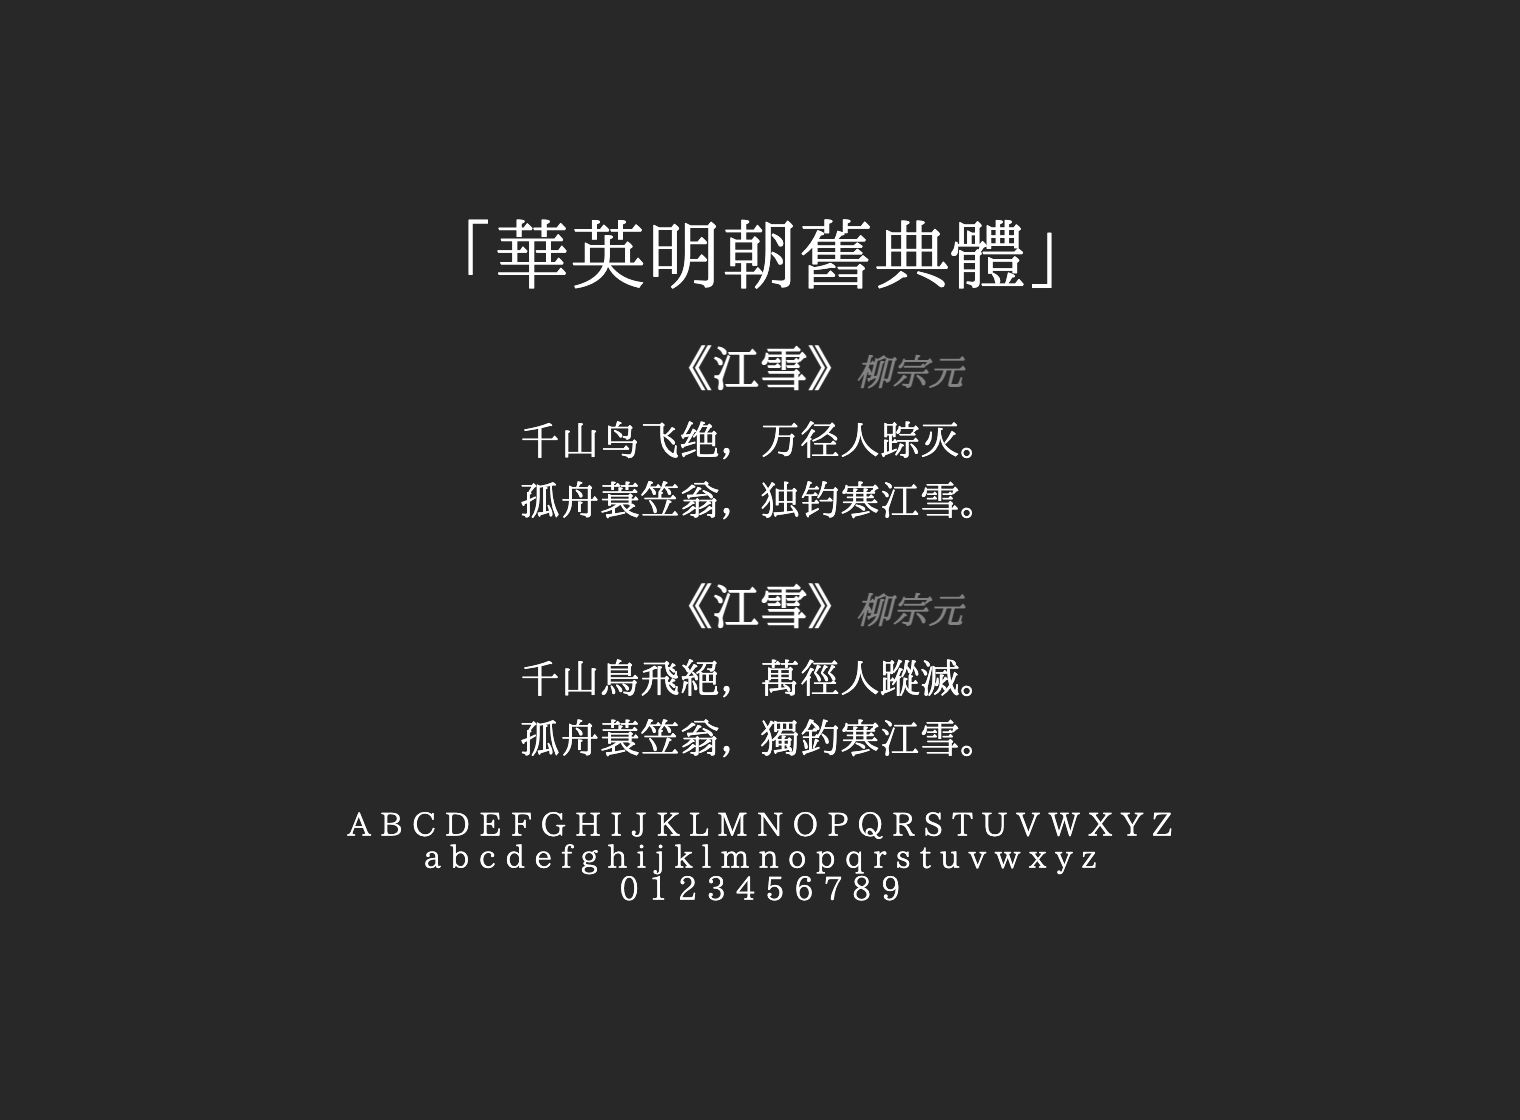 「華英明朝舊典體」
《江雪》 柳宗元
千山鸟飞绝，万径人踪灭。
孤舟蓑笠翁，独钓寒江雪。
《江雪》 柳宗元
千山鳥飛絕，萬徑人蹤滅。
孤舟蓑笠翁，獨釣寒江雪。
A B C D E F G H I J K L M N O P Q R S T U V W X Y Z
a b c d e f g h i j k l m n o p q r s t u v w x y z
0 1 2 3 4 5 6 7 8 9